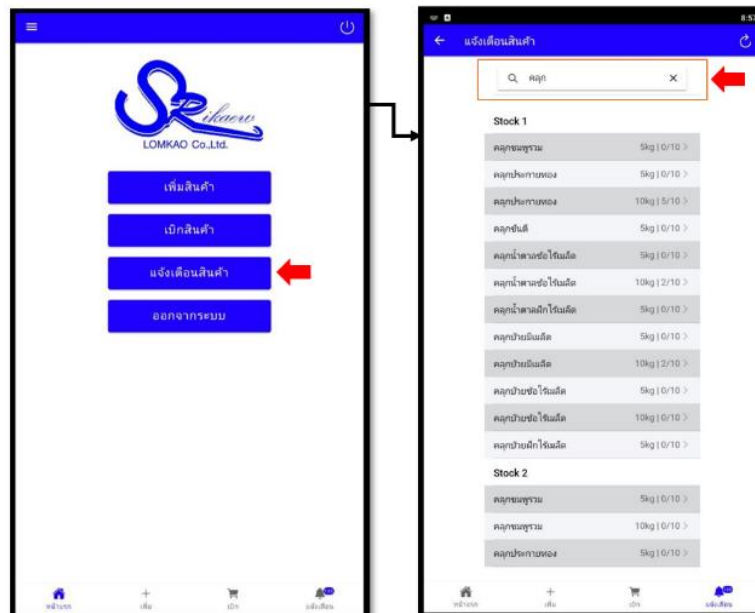 SRikaew
LOMKAO Co.,Ltd.
เพิ่มสินค้า
เบิกสินค้า
แจ้งเตือนสินค้า
ออกจากระบบ
หน้าแรก
เพิ่ม
เบิก
แจ้งเตือน
8:57
แจ้งเตือนสินค้า
คลุก
Stock 1
คลุกชมพูรวม 5kg | 0/10
คลุกประกายทอง 5kg | 0/10
คลุกประกายทอง 10kg | 5/10
คลุกขันตี 5kg | 0/10
คลุกน้ำตาลข้อไร้เมล็ด 5kg | 0/10
คลุกน้ำตาลข้อไร้เมล็ด 10kg | 2/10
คลุกน้ำตาลฝักไร้เมล็ด 5kg | 0/10
คลุกบ๊วยมีเมล็ด 5kg | 0/10
คลุกบ๊วยมีเมล็ด 10kg | 2/10
คลุกบ๊วยข้อไร้เมล็ด 5kg | 0/10
คลุกบ๊วยข้อไร้เมล็ด 10kg | 0/10
คลุกบ๊วยฝักไร้เมล็ด 5kg | 0/10
Stock 2
คลุกชมพูรวม 5kg | 0/10
คลุกชมพูรวม 10kg | 0/10
คลุกประกายทอง 5kg | 0/10
หน้าแรก
เพิ่ม
เบิก
แจ้งเตือน